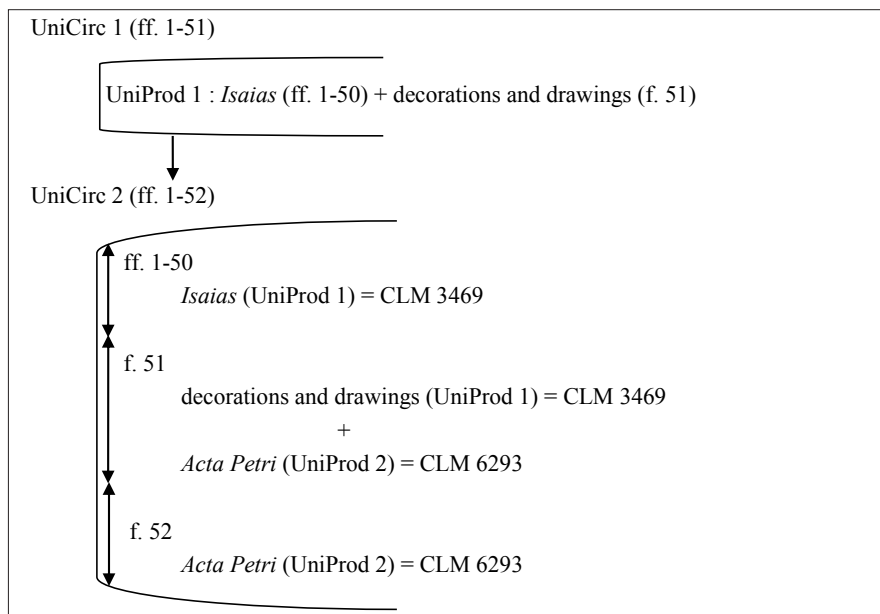 UniCirc 1 (ff. 1-51)
UniProd 1 : Isaias (ff. 1-50) + decorations and drawings (f. 51)
UniCirc 2 (ff. 1-52)
ff. 1-50
Isaias (UniProd 1) = CLM 3469
f. 51
decorations and drawings (UniProd 1) = CLM 3469
+
Acta Petri (UniProd 2) = CLM 6293
f. 52
Acta Petri (UniProd 2) = CLM 6293